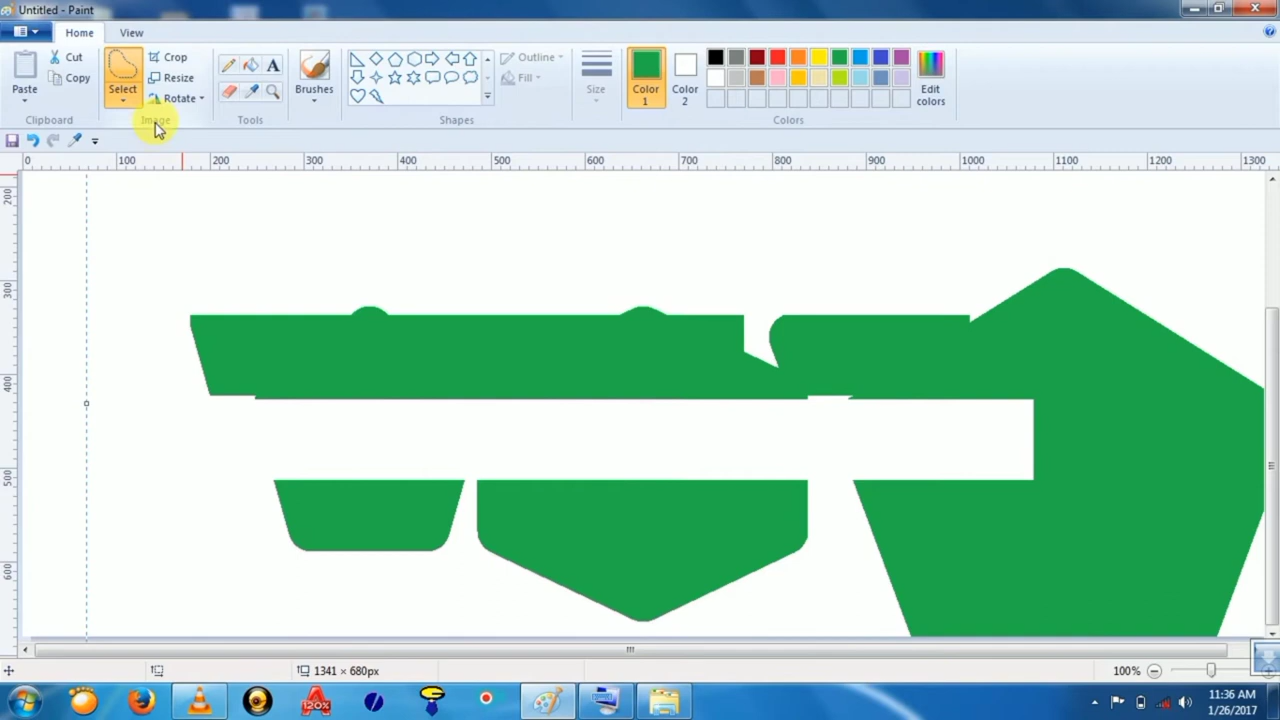 Untitled - Paint
Home View
Paste
Cut
Copy
Clipboard
Select
Crop
Resize
Rotate
Image
A
Tools
Brushes
Outline
Fill
Shapes
Size
Color 1
Color 2
Edit colors
Colors
0 100 200 300 400 500 600 700 800 900 1000 1100 1200 1300
200
300
400
500
600
1341 × 680px
100%
A
120%
11:36 AM
1/26/2017